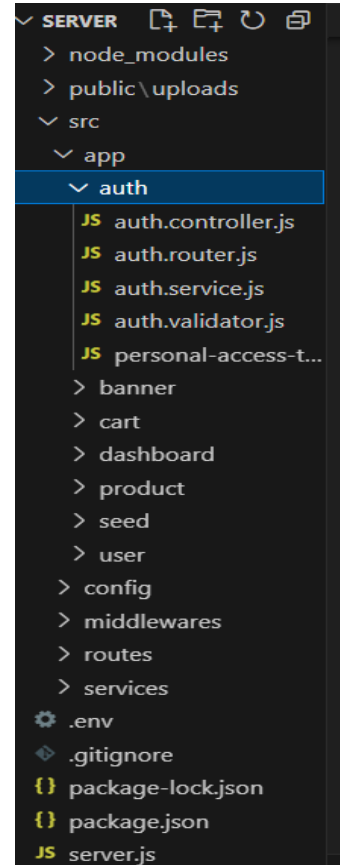 SERVER
node_modules
public\uploads
src
app
auth
JS auth.controller.js
JS auth.router.js
JS auth.service.js
JS auth.validator.js
JS personal-access-t...
banner
cart
dashboard
product
seed
user
config
middlewares
routes
services
.env
.gitignore
{} package-lock.json
{} package.json
JS server.js